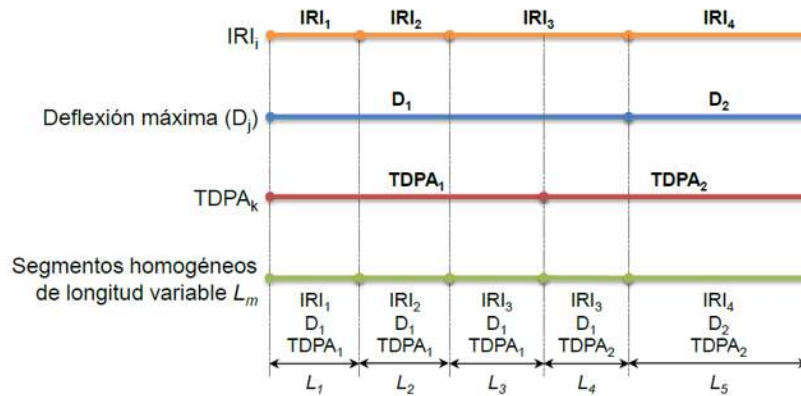 IRI₁ IRI₂ IRI₃ IRI₄
IRIᵢ
D₁ D₂
Deflexión máxima (Dⱼ)
TDPA₁ TDPA₂
TDPAₖ
Segmentos homogéneos
de longitud variable Lₘ
IRI₁ IRI₂ IRI₃ IRI₃ IRI₄
D₁ D₁ D₁ D₁ D₂
TDPA₁ TDPA₁ TDPA₁ TDPA₂ TDPA₂
L₁ L₂ L₃ L₄ L₅